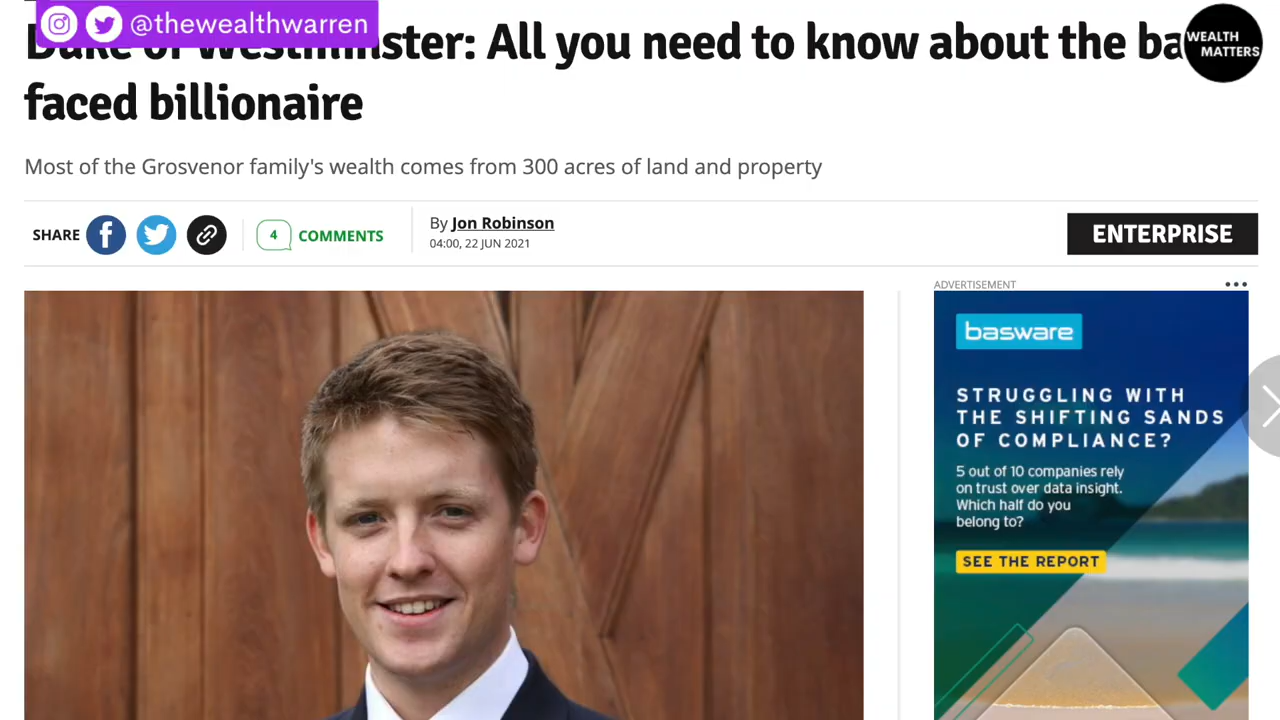 @thewealthwarren
Duke of Westminster: All you need to know about the ba
faced billionaire
WEALTH
MATTERS
Most of the Grosvenor family's wealth comes from 300 acres of land and property
SHARE
4 COMMENTS
By Jon Robinson
04:00, 22 JUN 2021
ENTERPRISE
ADVERTISEMENT
basware
STRUGGLING WITH
THE SHIFTING SANDS
OF COMPLIANCE?
5 out of 10 companies rely
on trust over data insight.
Which half do you
belong to?
SEE THE REPORT